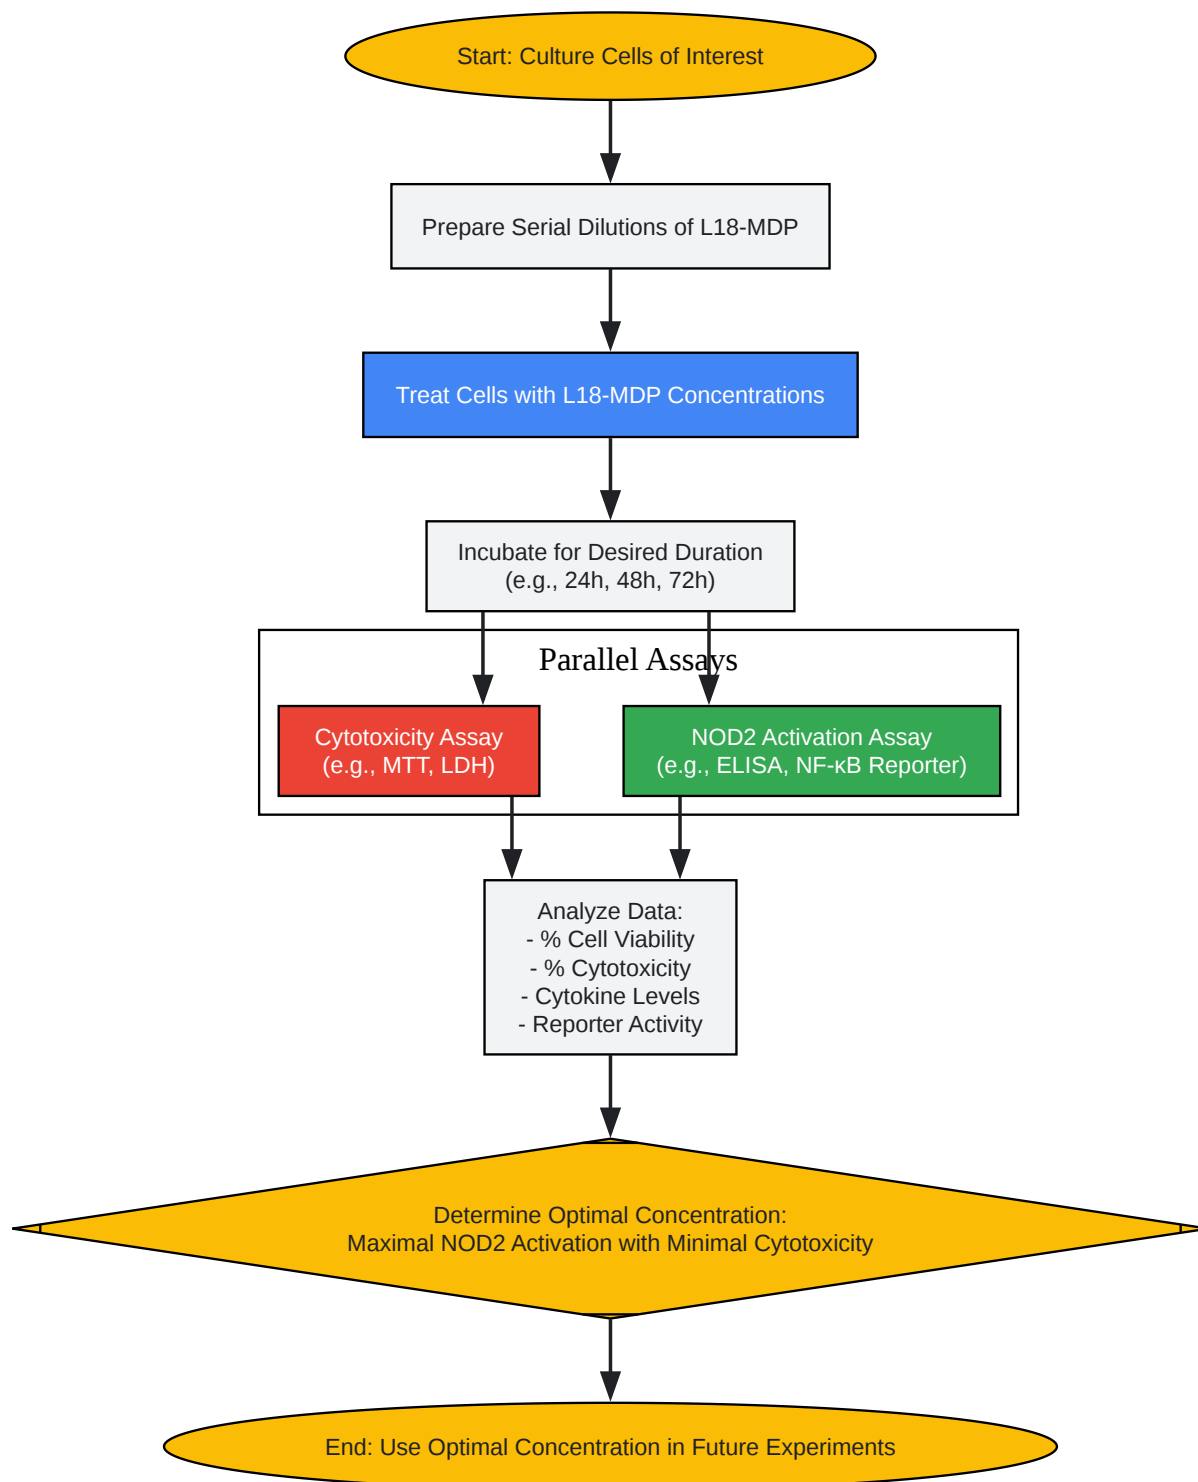 Start: Culture Cells of Interest
Prepare Serial Dilutions of L18-MDP
Treat Cells with L18-MDP Concentrations
Incubate for Desired Duration
(e.g., 24h, 48h, 72h)
Parallel Assays
Cytotoxicity Assay
(e.g., MTT, LDH)
NOD2 Activation Assay
(e.g., ELISA, NF-κB Reporter)
Analyze Data:
- % Cell Viability
- % Cytotoxicity
- Cytokine Levels
- Reporter Activity
Determine Optimal Concentration:
Maximal NOD2 Activation with Minimal Cytotoxicity
End: Use Optimal Concentration in Future Experiments